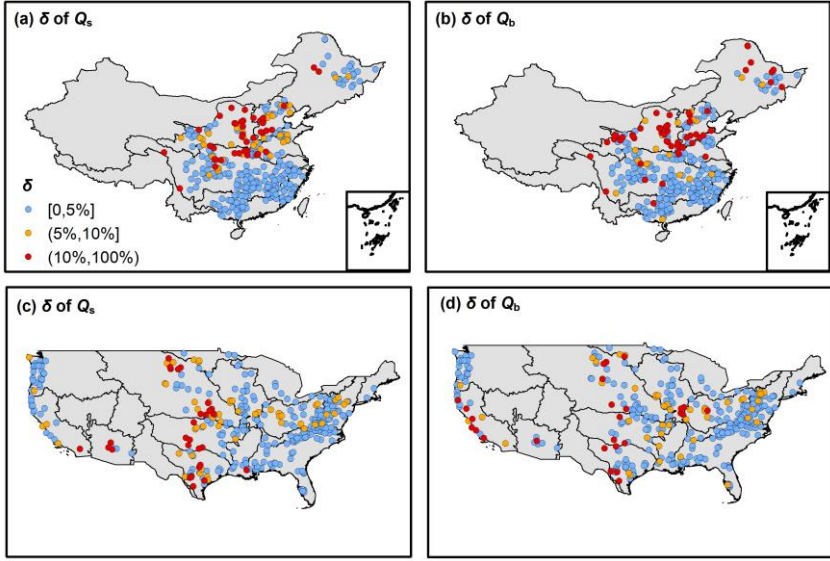 (a) δ of Qs
(b) δ of Qb
δ
[0,5%]
(5%,10%]
(10%,100%)
(c) δ of Qs
(d) δ of Qb